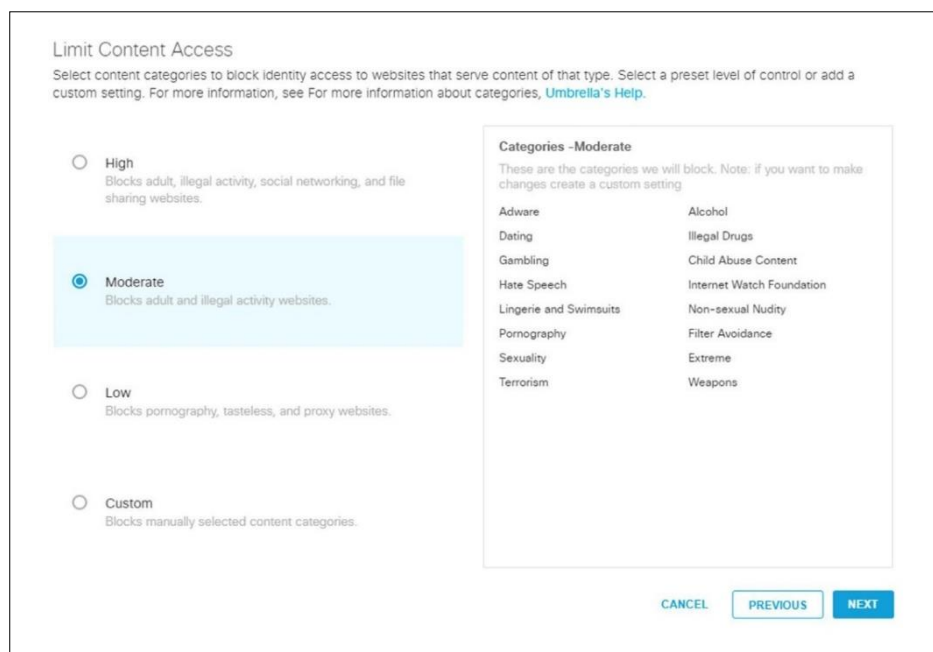 Limit Content Access
Select content categories to block identity access to websites that serve content of that type. Select a preset level of control or add a
custom setting. For more information, see For more information about categories, Umbrella's Help.
High
Blocks adult, illegal activity, social networking, and file
sharing websites.
Moderate
Blocks adult and illegal activity websites.
Low
Blocks pornography, tasteless, and proxy websites.
Custom
Blocks manually selected content categories.
Categories -Moderate
These are the categories we will block. Note: if you want to make
changes create a custom setting
Adware Alcohol
Dating Illegal Drugs
Gambling Child Abuse Content
Hate Speech Internet Watch Foundation
Lingerie and Swimsuits Non-sexual Nudity
Pornography Filter Avoidance
Sexuality Extreme
Terrorism Weapons
CANCEL PREVIOUS NEXT